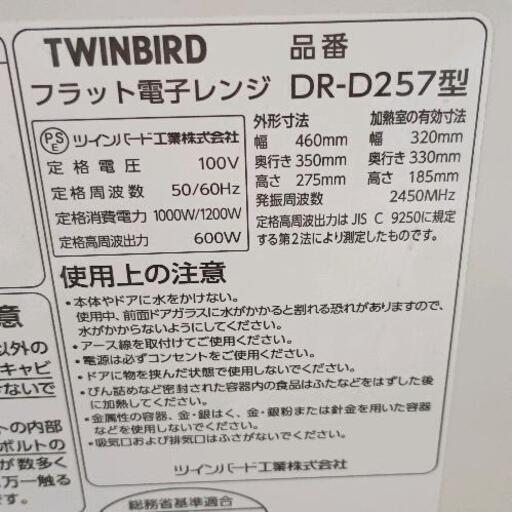 TWINBIRD 品番
フラット電子レンジ DR-D257型
PSE ツインバード工業株式会社
定格電圧 100V
定格周波数 50/60Hz
定格消費電力 1000W/1200W
定格高周波出力 600W
外形寸法
幅 460mm
奥行き350mm
高さ 275mm
加熱室の有効寸法
幅 320mm
奥行き 330mm
高さ 185mm
発振周波数 2450MHz
定格高周波出力は JIS C 9250に規定
する第2法により測定したものです。
使用上の注意
・本体やドアに水をかけない。
使用中、前面ドアガラスに水がかかると割れる恐れがありますので、
水がかからないようにしてください。
・アース線を取付けてご使用ください。
・電源は必ずコンセントをご使用ください。
・ドアに物を挟んだ状態で使用しないでください。
・びん詰めなど密封された容器内の食品はふたなどをはずした後
に加熱してください。
・金属性の容器、金・銀はく、金・銀粉または針金を用いた容器
などを使用しないでください。
・吸気口および排気口はふさがないでください。
ツインバード工業株式会社
総務省基準適合
意
以外の
キャビ
ないで
トの内部
ボルトの
が数多く
万一触る
です。